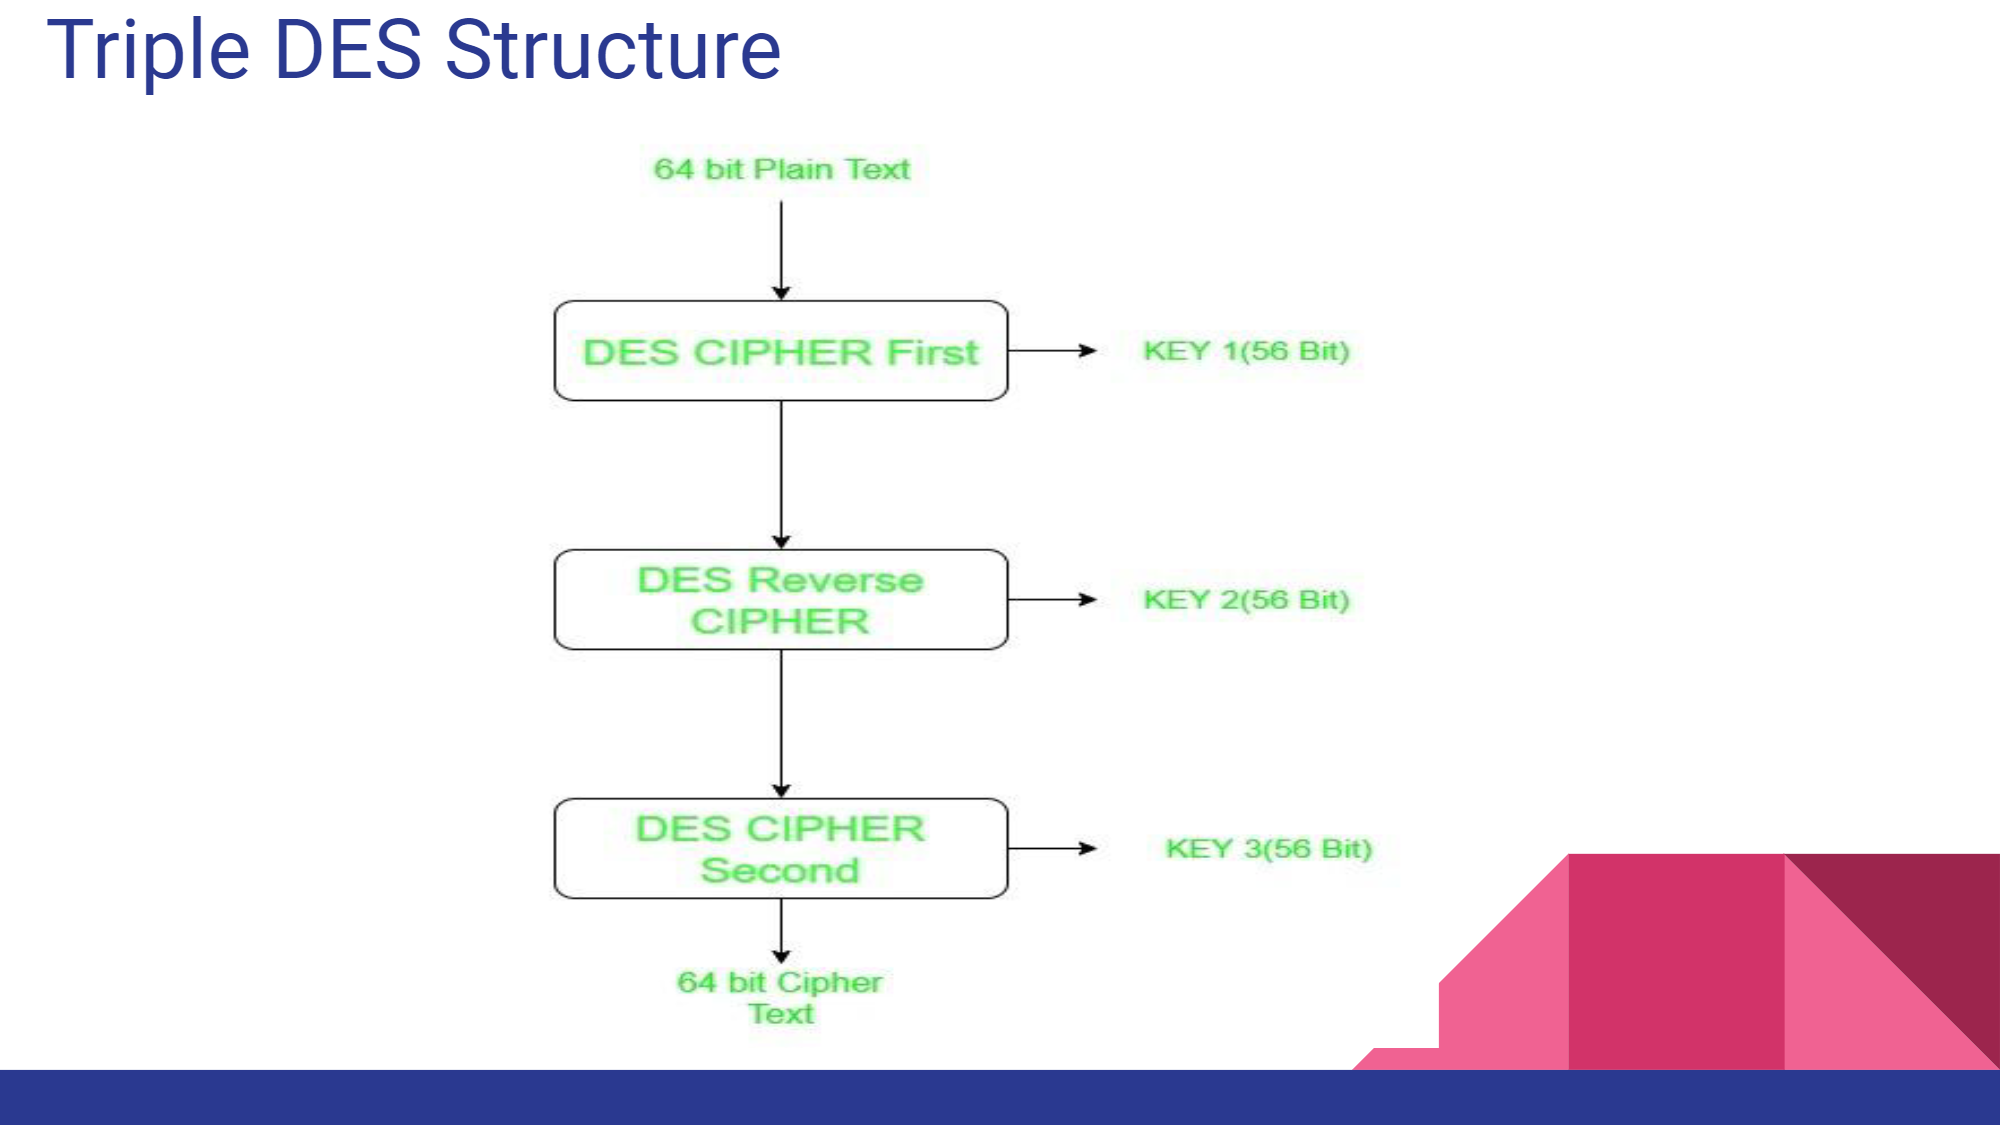 Triple DES Structure
64 bit Plain Text
DES CIPHER First
KEY 1(56 Bit)
DES Reverse
CIPHER
KEY 2(56 Bit)
DES CIPHER
Second
KEY 3(56 Bit)
64 bit Cipher
Text